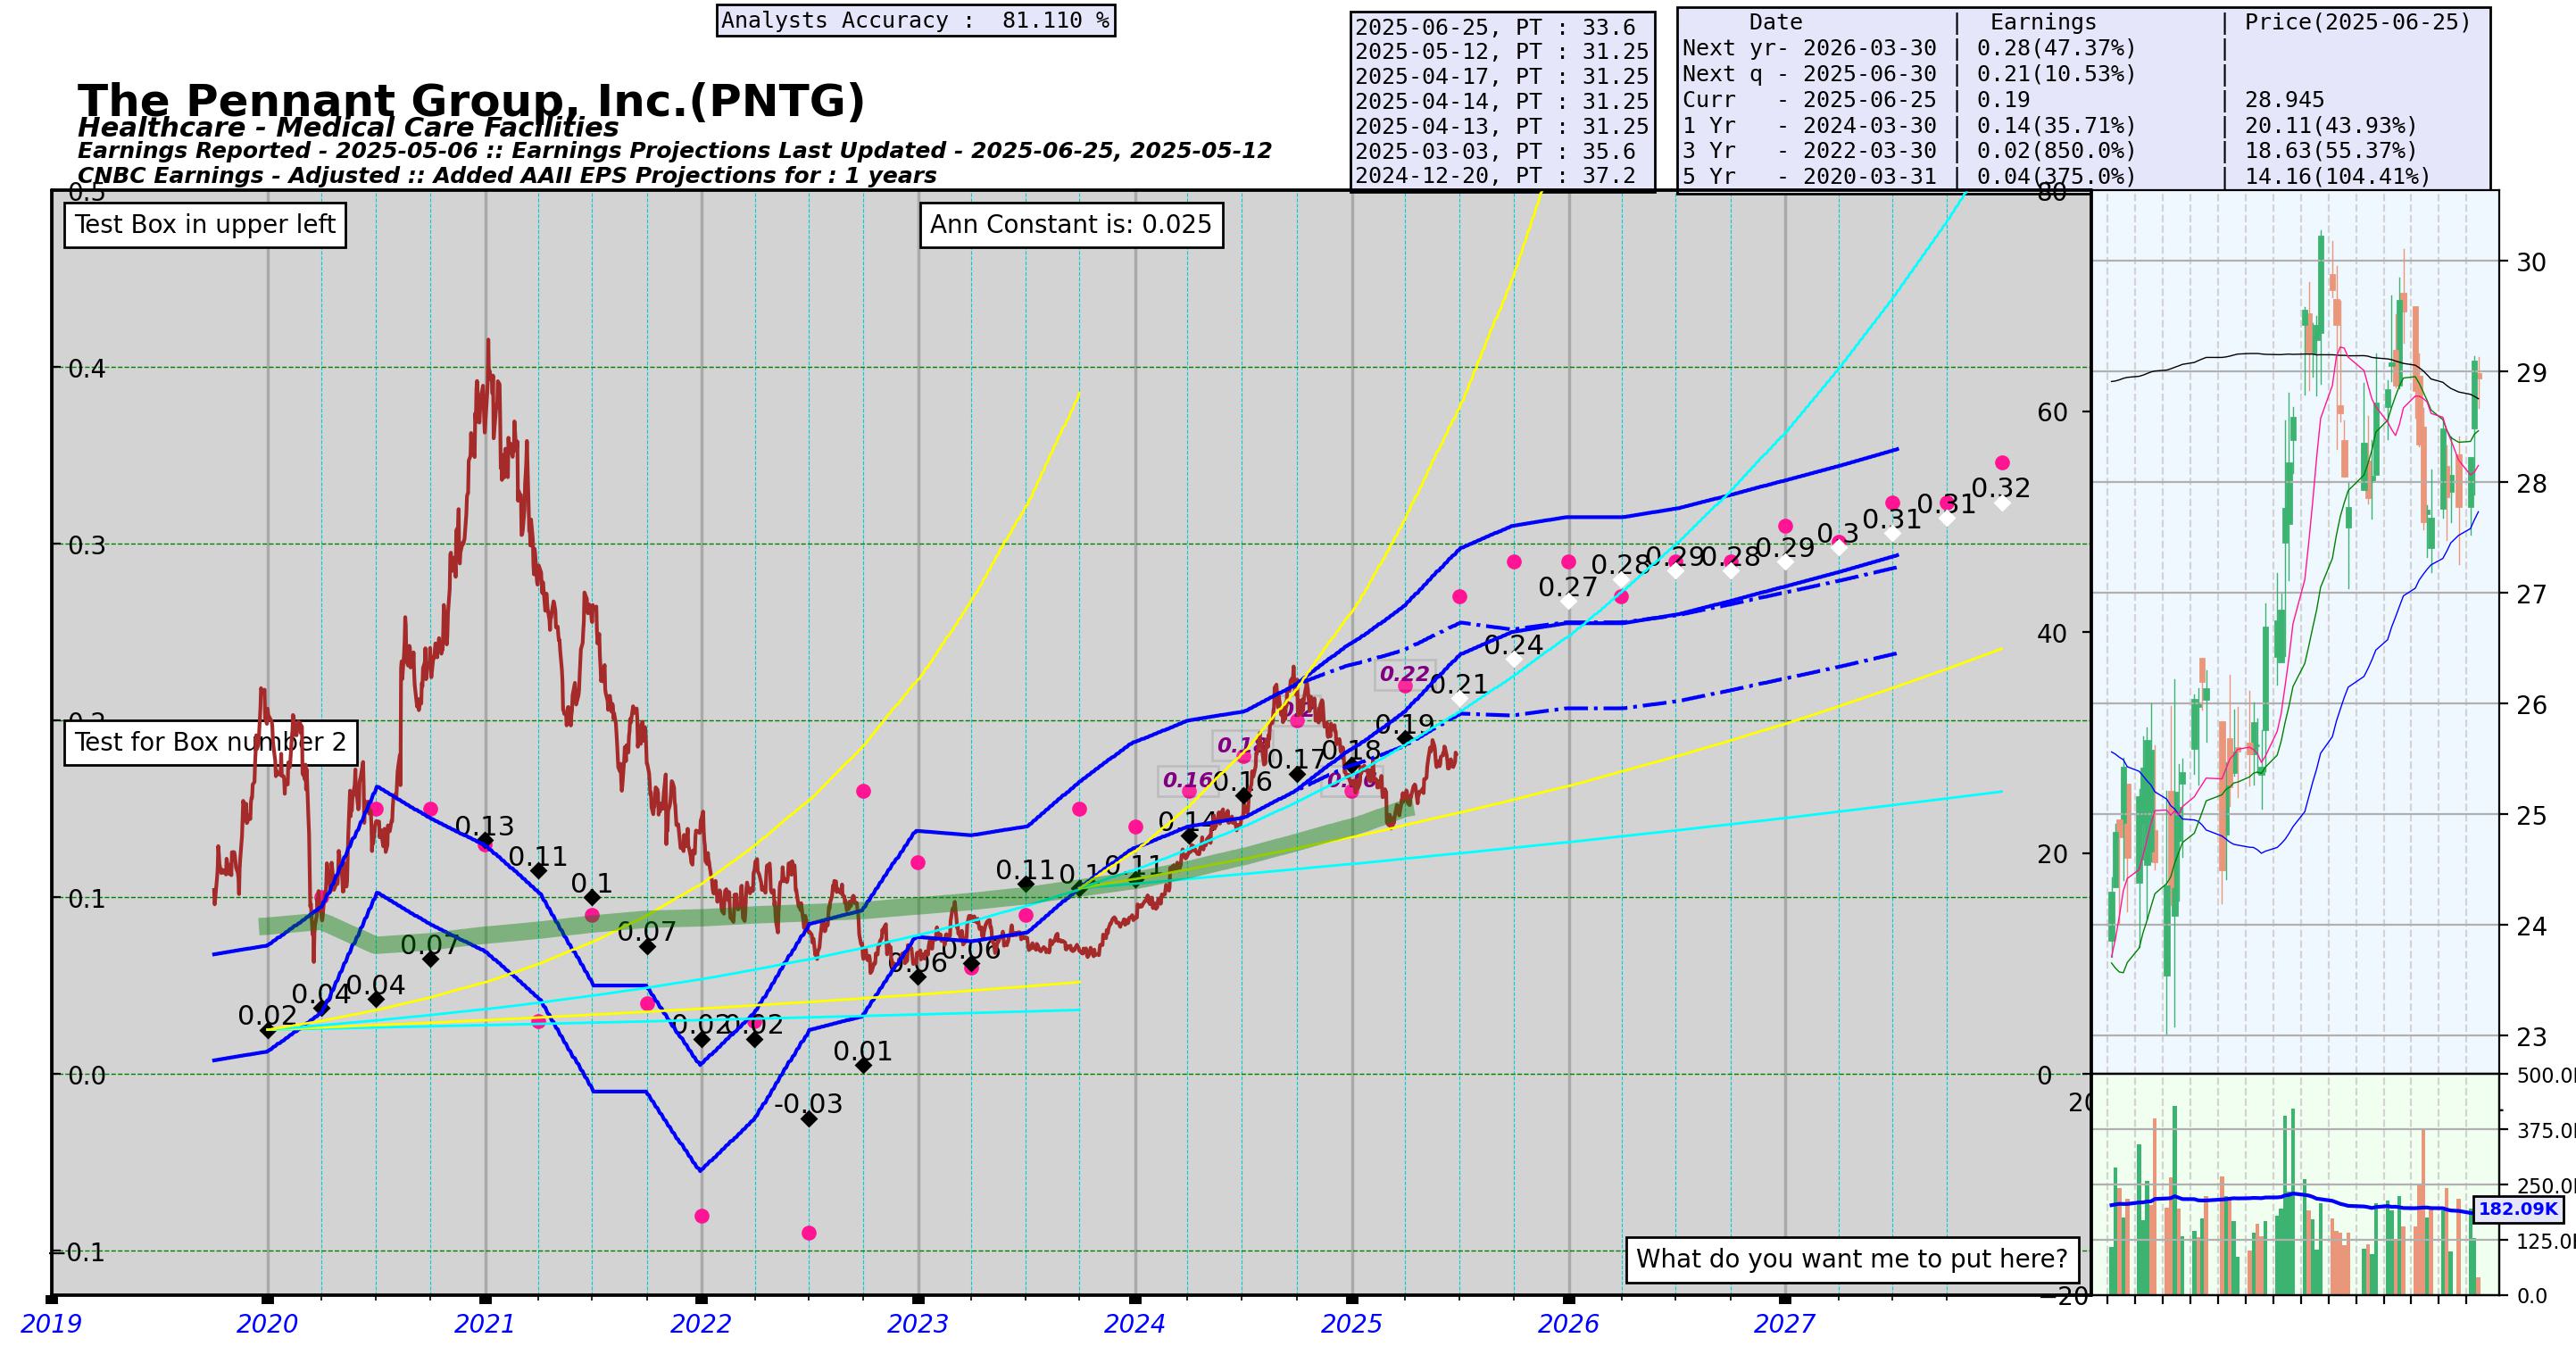 Analysts Accuracy :  81.110 %
2025-06-25, PT : 33.6
2025-05-12, PT : 31.25
2025-04-17, PT : 31.25
2025-04-14, PT : 31.25
2025-04-13, PT : 31.25
2025-03-03, PT : 35.6
2024-12-20, PT : 37.2
Date | Earnings | Price(2025-06-25)
Next yr- 2026-03-30 | 0.28(47.37%) |
Next q - 2025-06-30 | 0.21(10.53%) |
Curr - 2025-06-25 | 0.19 | 28.945
1 Yr - 2024-03-30 | 0.14(35.71%) | 20.11(43.93%)
3 Yr - 2022-03-30 | 0.02(850.0%) | 18.63(55.37%)
5 Yr - 2020-03-31 | 0.04(375.0%) | 14.16(104.41%)
The Pennant Group, Inc.(PNTG)
Healthcare - Medical Care Facilities
Earnings Reported - 2025-05-06 :: Earnings Projections Last Updated - 2025-06-25, 2025-05-12
CNBC Earnings - Adjusted :: Added AAII EPS Projections for : 1 years
Test Box in upper left
Ann Constant is: 0.025
Test for Box number 2
What do you want me to put here?
0.5
0.4
0.3
0.2
0.1
0.0
−0.1
0.02
0.04
0.04
0.07
0.13
0.11
0.1
0.07
0.02
0.02
-0.03
0.01
0.06
0.06
0.11
0.11
0.14
0.16
0.17
0.18
0.19
0.21
0.24
0.27
0.28
0.29
0.28
0.29
0.3
0.31
0.31
0.32
0.16
0.2
0.22
80
60
40
20
0
−20
30
29
28
27
26
25
24
23
375.0
250.0
182.09K
125.0
0.0
2019
2020
2021
2022
2023
2024
2025
2026
2027